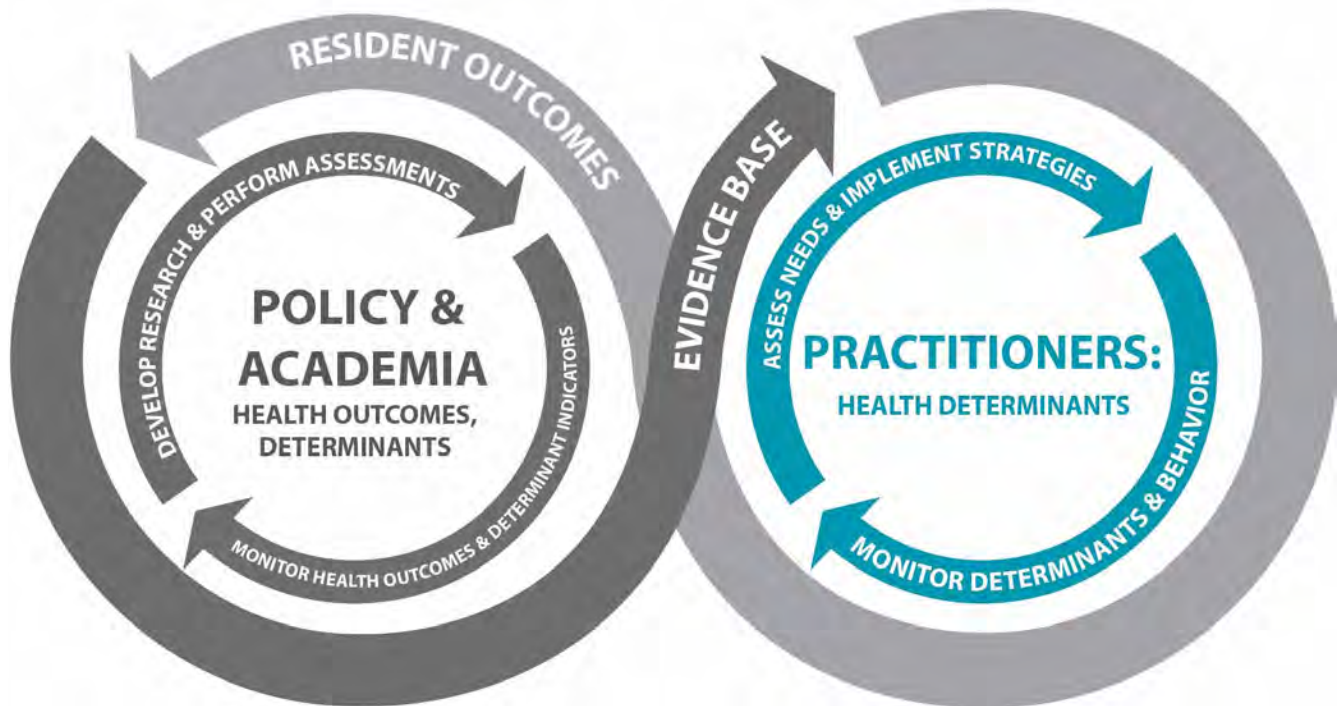 RESIDENT OUTCOMES
DEVELOP RESEARCH & PERFORM ASSESSMENTS
POLICY &
ACADEMIA
HEALTH OUTCOMES,
DETERMINANTS
MONITOR HEALTH OUTCOMES & DETERMINANT INDICATORS
EVIDENCE BASE
ASSESS NEEDS & IMPLEMENT STRATEGIES
PRACTITIONERS:
HEALTH DETERMINANTS
MONITOR DETERMINANTS & BEHAVIOR